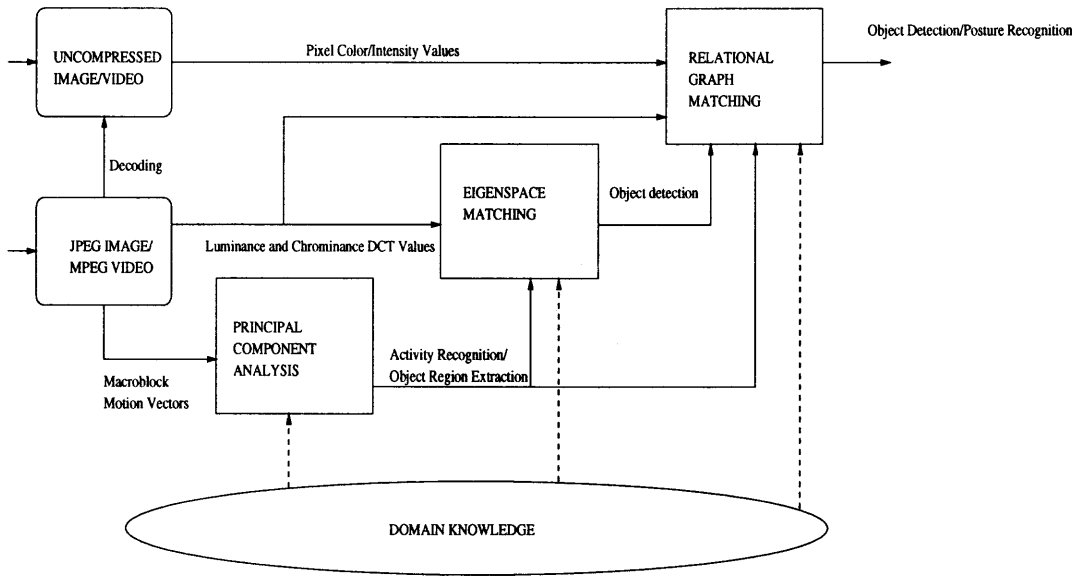 Object Detection/Posture Recognition
UNCOMPRESSED
IMAGE/VIDEO
Pixel Color/Intensity Values
RELATIONAL
GRAPH
MATCHING
Decoding
EIGENSPACE
MATCHING
Object detection
JPEG IMAGE/
MPEG VIDEO
Luminance and Chrominance DCT Values
PRINCIPAL
COMPONENT
ANALYSIS
Activity Recognition/
Object Region Extraction
Macroblock
Motion Vectors
DOMAIN KNOWLEDGE